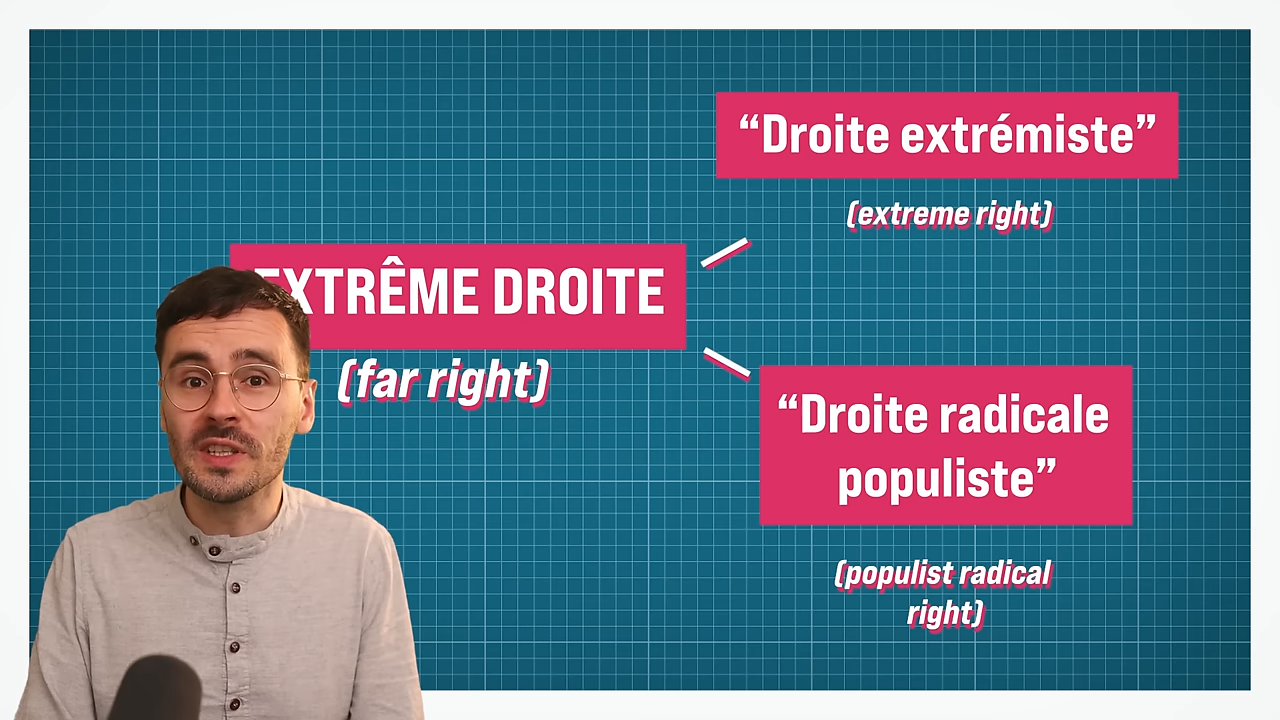 “Droite extrémiste”
(extreme right)
EXTRÊME DROITE
(far right)
“Droite radicale
populiste”
(populist radical
right)